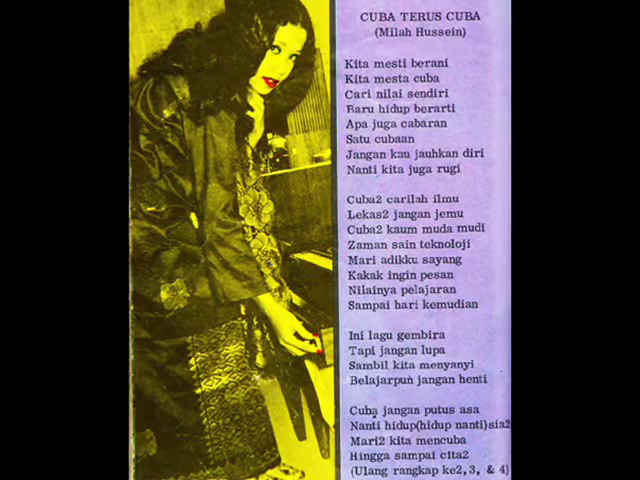 CUBA TERUS CUBA
(Milah Hussein)
Kita mesti berani
Kita mesta cuba
Cari nilai sendiri
Baru hidup berarti
Apa juga cabaran
Satu cubaan
Jangan kau jauhkan diri
Nanti kita juga rugi
Cuba2 carilah ilmu
Lekas2 jangan jemu
Cuba2 kaum muda mudi
Zaman sain teknoloji
Mari adikku sayang
Kakak ingin pesan
Nilainya pelajaran
Sampai hari kemudian
Ini lagu gembira
Tapi jangan lupa
Sambil kita menyanyi
Belajarpun jangan henti
Cuba jangan putus asa
Nanti hidup(hidup nanti)sia2
Mari2 kita mencuba
Hingga sampai cita2
(Ulang rangkap ke2, 3, & 4)